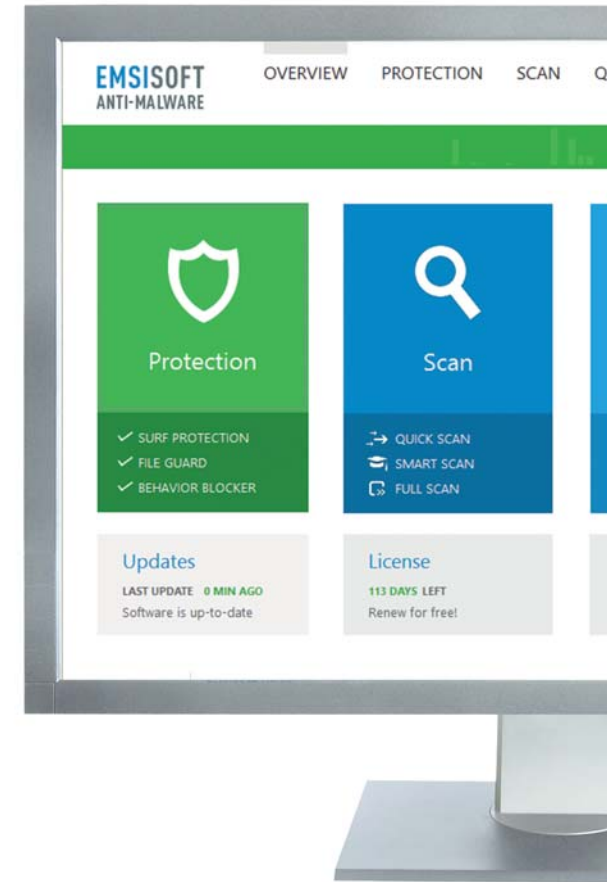 EMSISOFT
ANTI-MALWARE
OVERVIEW PROTECTION SCAN Q
Protection
SURF PROTECTION
FILE GUARD
BEHAVIOR BLOCKER
Scan
QUICK SCAN
SMART SCAN
FULL SCAN
Updates
LAST UPDATE 0 MIN AGO
Software is up-to-date
License
113 DAYS LEFT
Renew for free!